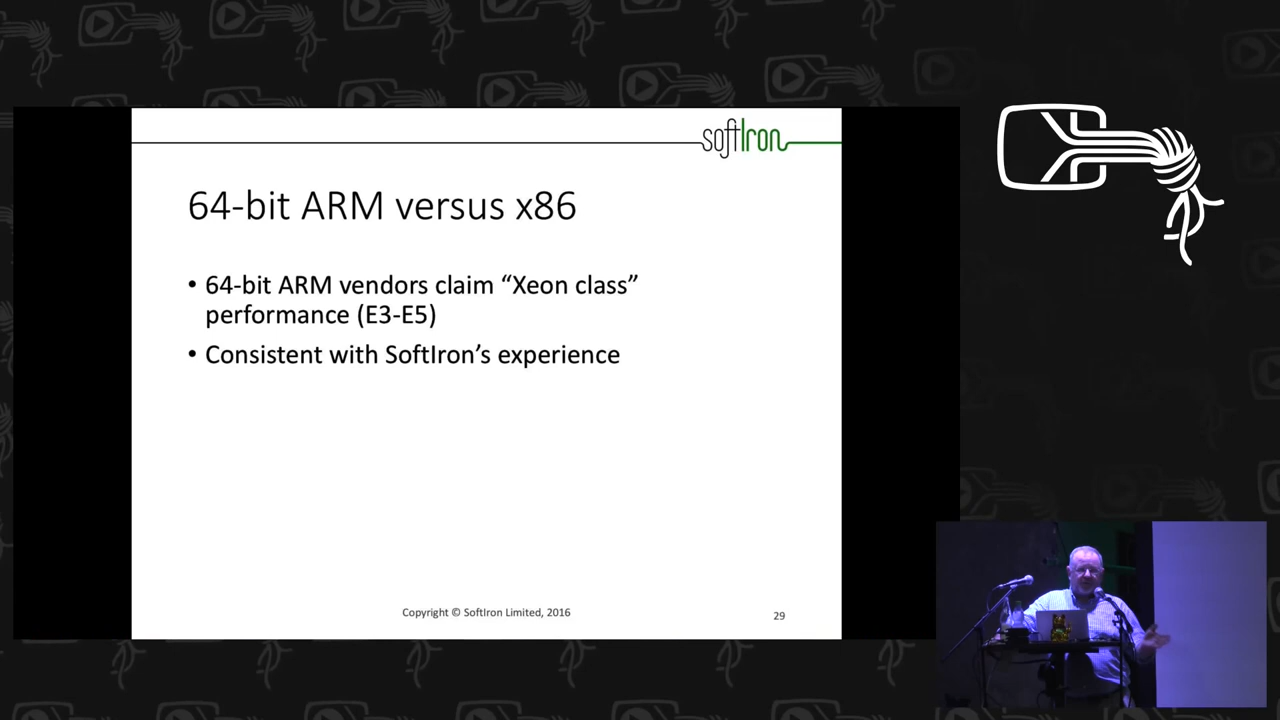 softIron
64-bit ARM versus x86
• 64-bit ARM vendors claim “Xeon class”
performance (E3-E5)
• Consistent with SoftIron’s experience
Copyright © SoftIron Limited, 2016
29